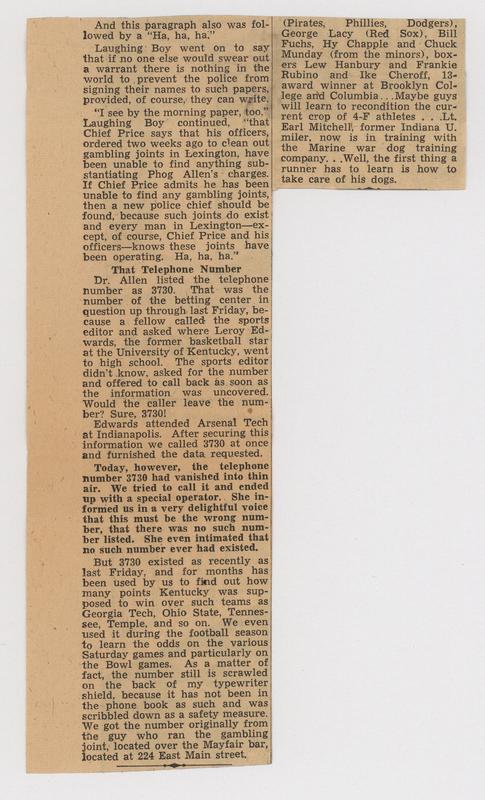 And this paragraph also was fol-
lowed by a "Ha, ha, ha."
Laughing Boy went on to say
that if no one else would swear out
a warrant there is nothing in the
world to prevent the police from
signing their names to such papers,
provided, of course, they can write.
"I see by the morning paper, too,"
Laughing Boy continued, "that
Chief Price says that his officers,
ordered two weeks ago to clean out
gambling joints in Lexington, have
been unable to find anything sub-
stantiating Phog Allen's charges.
If Chief Price admits he has been
unable to find any gambling joints,
then a new police chief should be
found, because such joints do exist
and every man in Lexington—ex-
cept, of course, Chief Price and his
officers—knows these joints have
been operating. Ha, ha, ha."
That Telephone Number
Dr. Allen listed the telephone
number as 3730. That was the
number of the betting center in
question up through last Friday, be-
cause a fellow called the sports
editor and asked where Leroy Ed-
wards, the former basketball star
at the University of Kentucky, went
to high school. The sports editor
didn't know, asked for the number
and offered to call back as soon as
the information was uncovered.
Would the caller leave the num-
ber? Sure, 3730!
Edwards attended Arsenal Tech
at Indianapolis. After securing this
information we called 3730 at once
and furnished the data requested.
Today, however, the telephone
number 3730 had vanished into thin
air. We tried to call it and ended
up with a special operator. She in-
formed us in a very delightful voice
that this must be the wrong num-
ber, that there was no such num-
ber listed. She even intimated that
no such number ever had existed.
But 3730 existed as recently as
last Friday, and for months has
been used by us to find out how
many points Kentucky was sup-
posed to win over such teams as
Georgia Tech, Ohio State, Tennes-
see, Temple, and so on. We even
used it during the football season
to learn the odds on the various
Saturday games and particularly on
the Bowl games. As a matter of
fact, the number still is scrawled
on the back of my typewriter
shield, because it has not been in
the phone book as such and was
scribbled down as a safety measure.
We got the number originally from
the guy who ran the gambling
joint, located over the Mayfair bar,
located at 224 East Main street.
(Pirates, Phillies, Dodgers),
George Lacy (Red Sox), Bill
Fuchs, Hy Chapple and Chuck
Munday (from the minors), box-
ers Lew Hanbury and Frankie
Rubino and Ike Cheroff, 13-
award winner at Brooklyn Col-
lege and Columbia...Maybe guys
will learn to recondition the cur-
rent crop of 4-F athletes . . .Lt.
Earl Mitchell, former Indiana U.
miler, now is in training with
the Marine war dog training
company. . .Well, the first thing a
runner has to learn is how to
take care of his dogs.